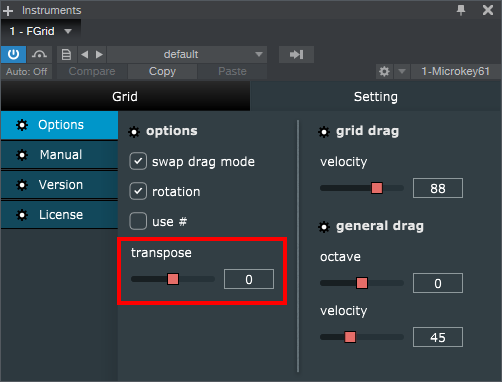 Instruments
1 - FGrid
default
Auto: Off Compare Copy Paste 1-Microkey61
Grid Setting
Options
Manual
Version
License
options
swap drag mode
rotation
use #
transpose
0
grid drag
velocity
88
general drag
octave
0
velocity
45